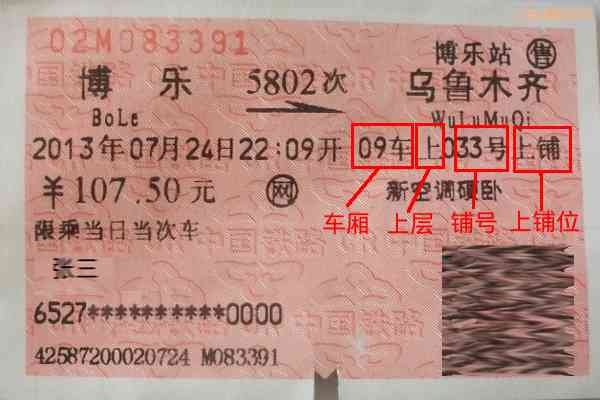 02M083391
博乐站 售
博乐 5802次 乌鲁木齐
BoLe WuLuMuQi
2013年07月24日22:09开 09车上033号上铺
￥107.50元 网 新空调硬卧
车厢 上层 铺号 上铺位
限乘当日当次车
张三
6527**********0000
42587200020724 M083391